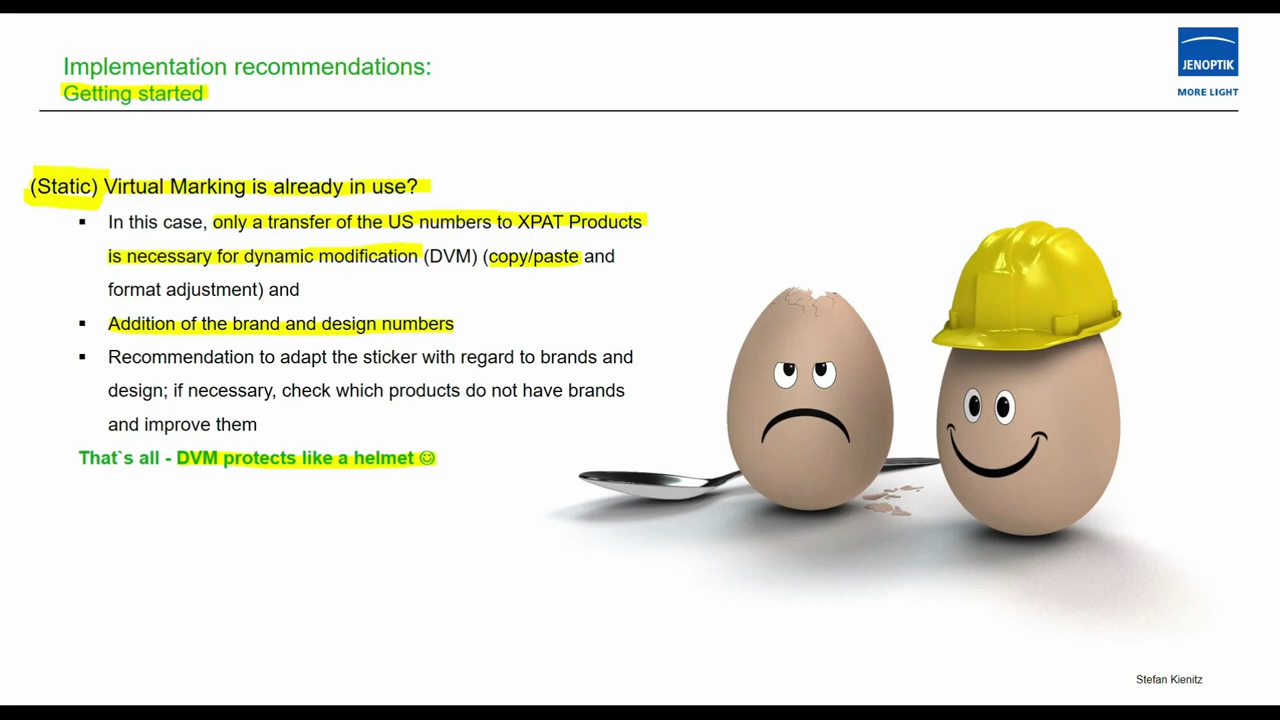 Implementation recommendations:
Getting started
JENOPTIK
MORE LIGHT
(Static) Virtual Marking is already in use?
▪ In this case, only a transfer of the US numbers to XPAT Products
is necessary for dynamic modification (DVM) (copy/paste and
format adjustment) and
▪ Addition of the brand and design numbers
▪ Recommendation to adapt the sticker with regard to brands and
design; if necessary, check which products do not have brands
and improve them
That`s all - DVM protects like a helmet ☺
Stefan Kienitz